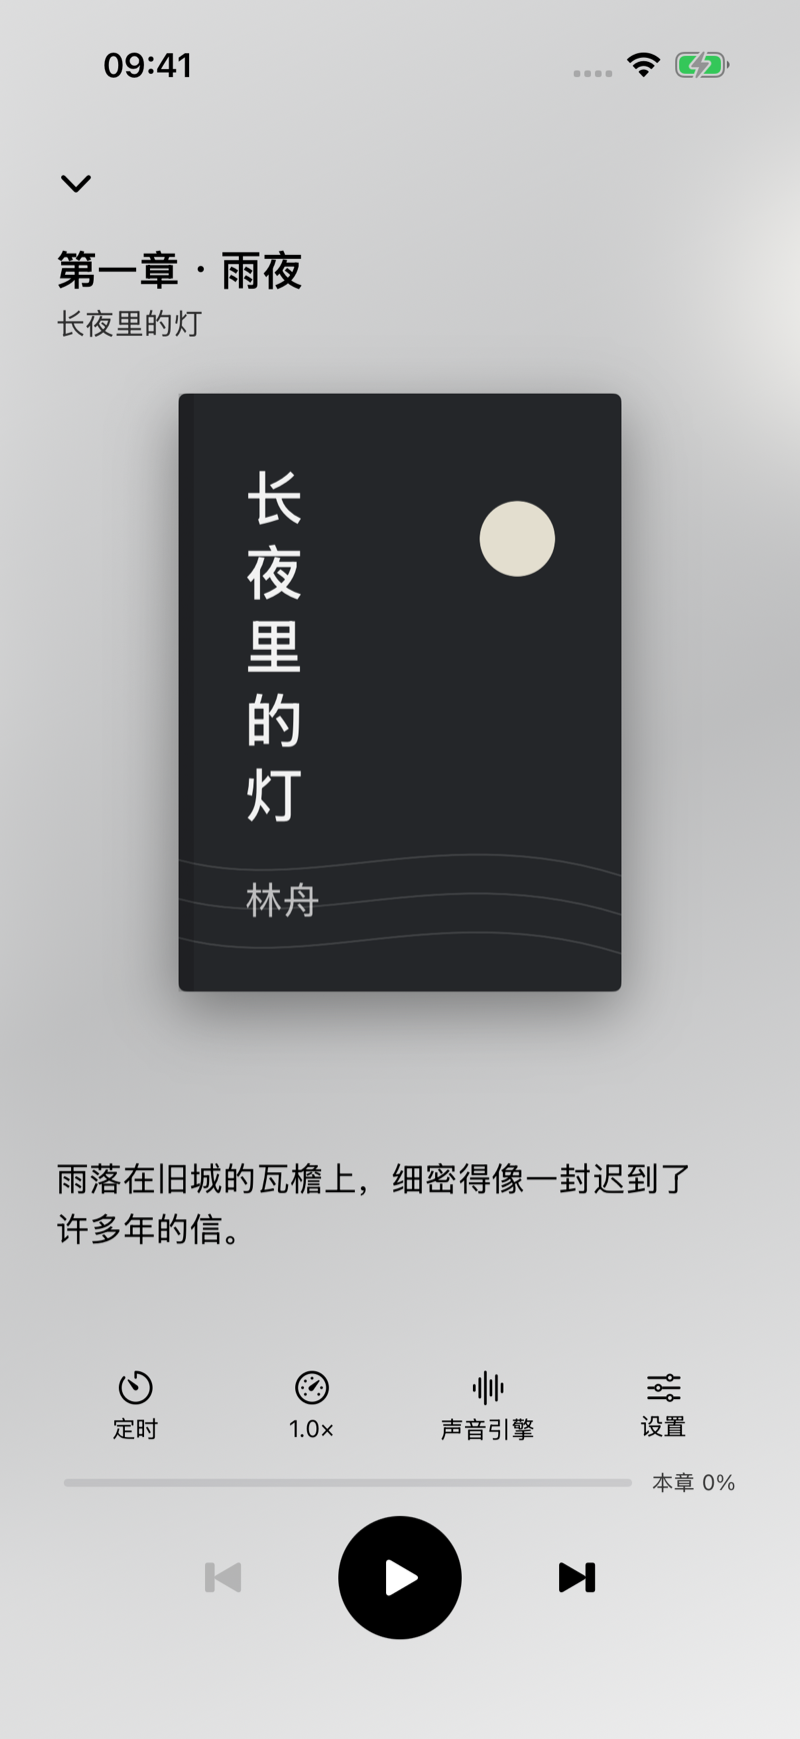 09:41
第一章 · 雨夜
长夜里的灯
长夜里的灯
林舟
雨落在旧城的瓦檐上，细密得像一封迟到了
许多年的信。
定时
1.0×
声音引擎
设置
本章 0%